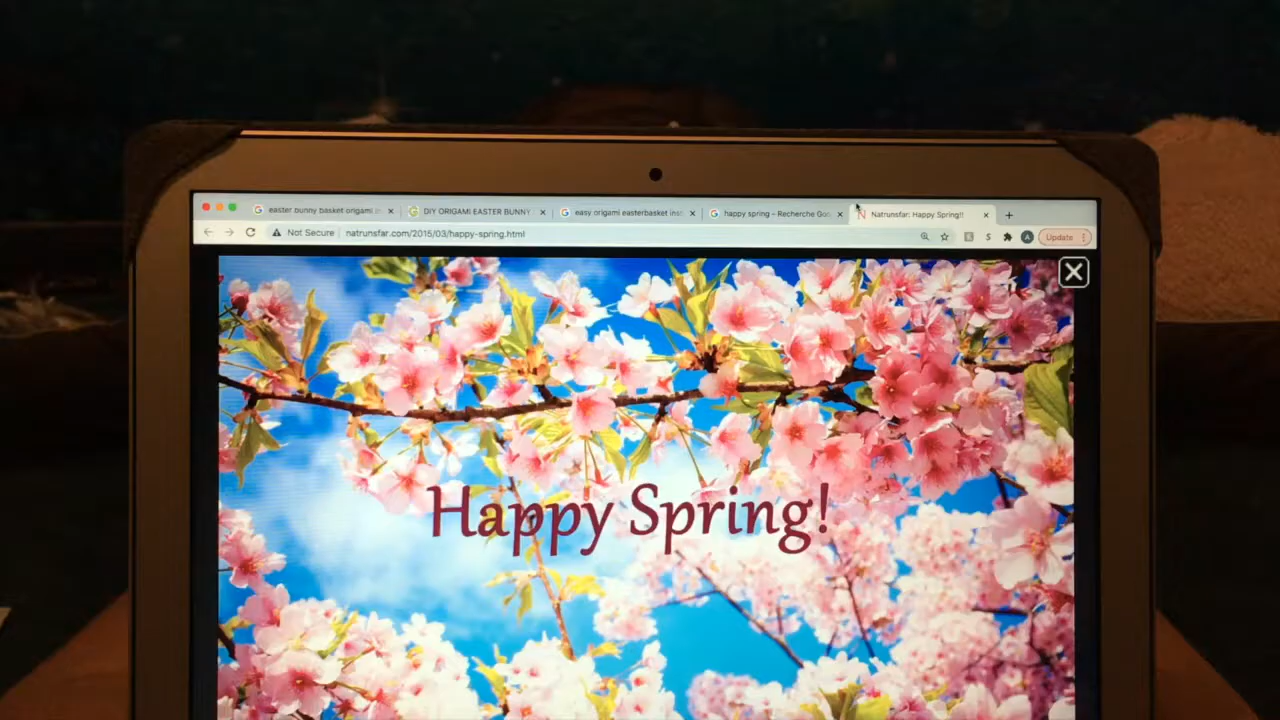 easter bunny basket origami in
DIY ORIGAMI EASTER BUNNY
easy origami easterbasket inst
happy spring – Recherche Goo
Natrunsfar: Happy Spring!!
Not Secure
natrunsfar.com/2015/03/happy-spring.html
Update
Happy Spring!